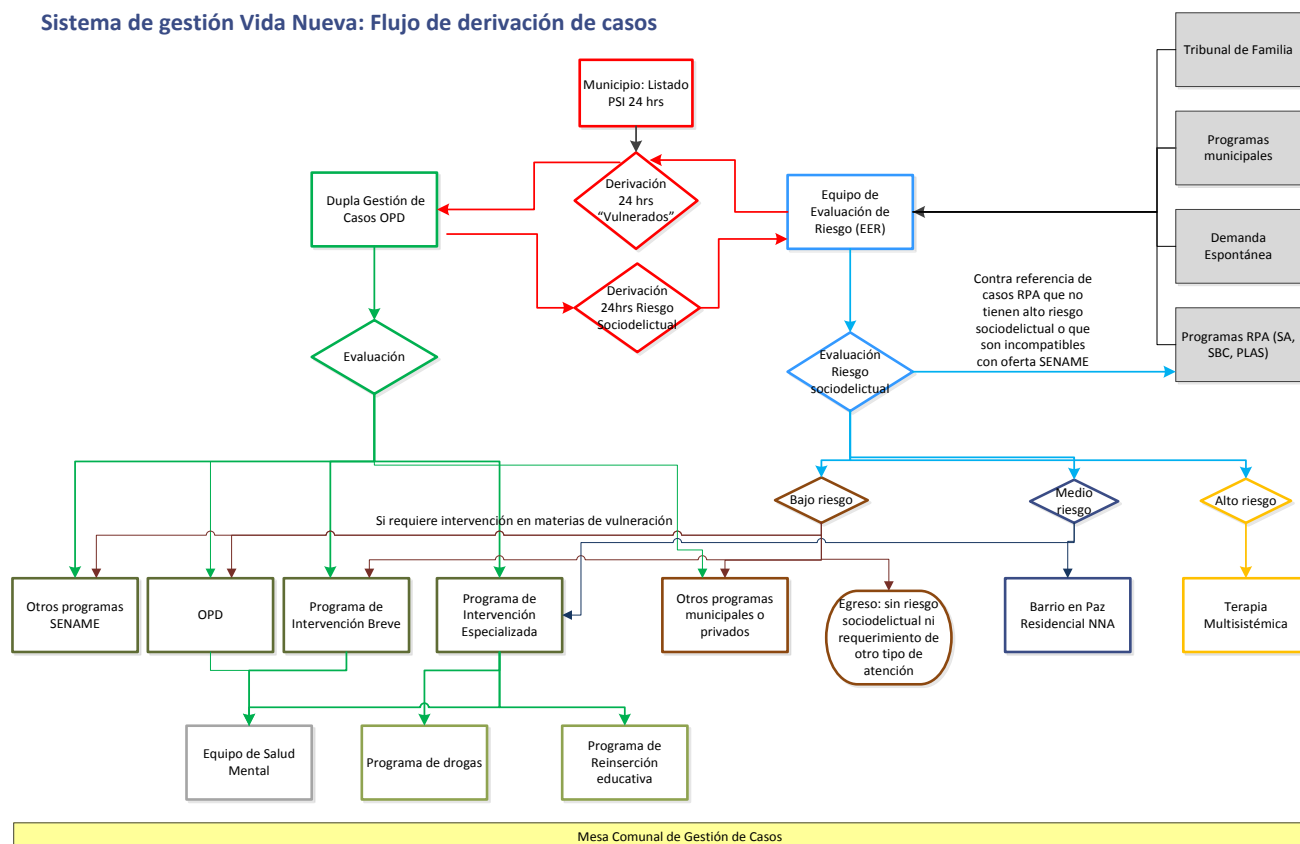 Sistema de gestión Vida Nueva: Flujo de derivación de casos
Tribunal de Familia
Municipio: Listado
PSI 24 hrs
Programas
municipales
Derivación
24 hrs
“Vulnerados”
Dupla Gestión de
Casos OPD
Equipo de
Evaluación de
Riesgo (EER)
Demanda
Espontánea
Derivación
24hrs Riesgo
Sociodelictual
Contra referencia de
casos RPA que no
tienen alto riesgo
sociodelictual o que
son incompatibles
con oferta SENAME
Programas RPA (SA,
SBC, PLAS)
Evaluación
Evaluación
Riesgo
sociodelictual
Bajo riesgo
Medio
riesgo
Alto riesgo
Si requiere intervención en materias de vulneración
Otros programas
SENAME
OPD
Programa de
Intervención Breve
Programa de
Intervención
Especializada
Otros programas
municipales o
privados
Egreso: sin riesgo
sociodelictual ni
requerimiento de
otro tipo de
atención
Barrio en Paz
Residencial NNA
Terapia
Multisistémica
Equipo de Salud
Mental
Programa de drogas
Programa de
Reinserción
educativa
Mesa Comunal de Gestión de Casos